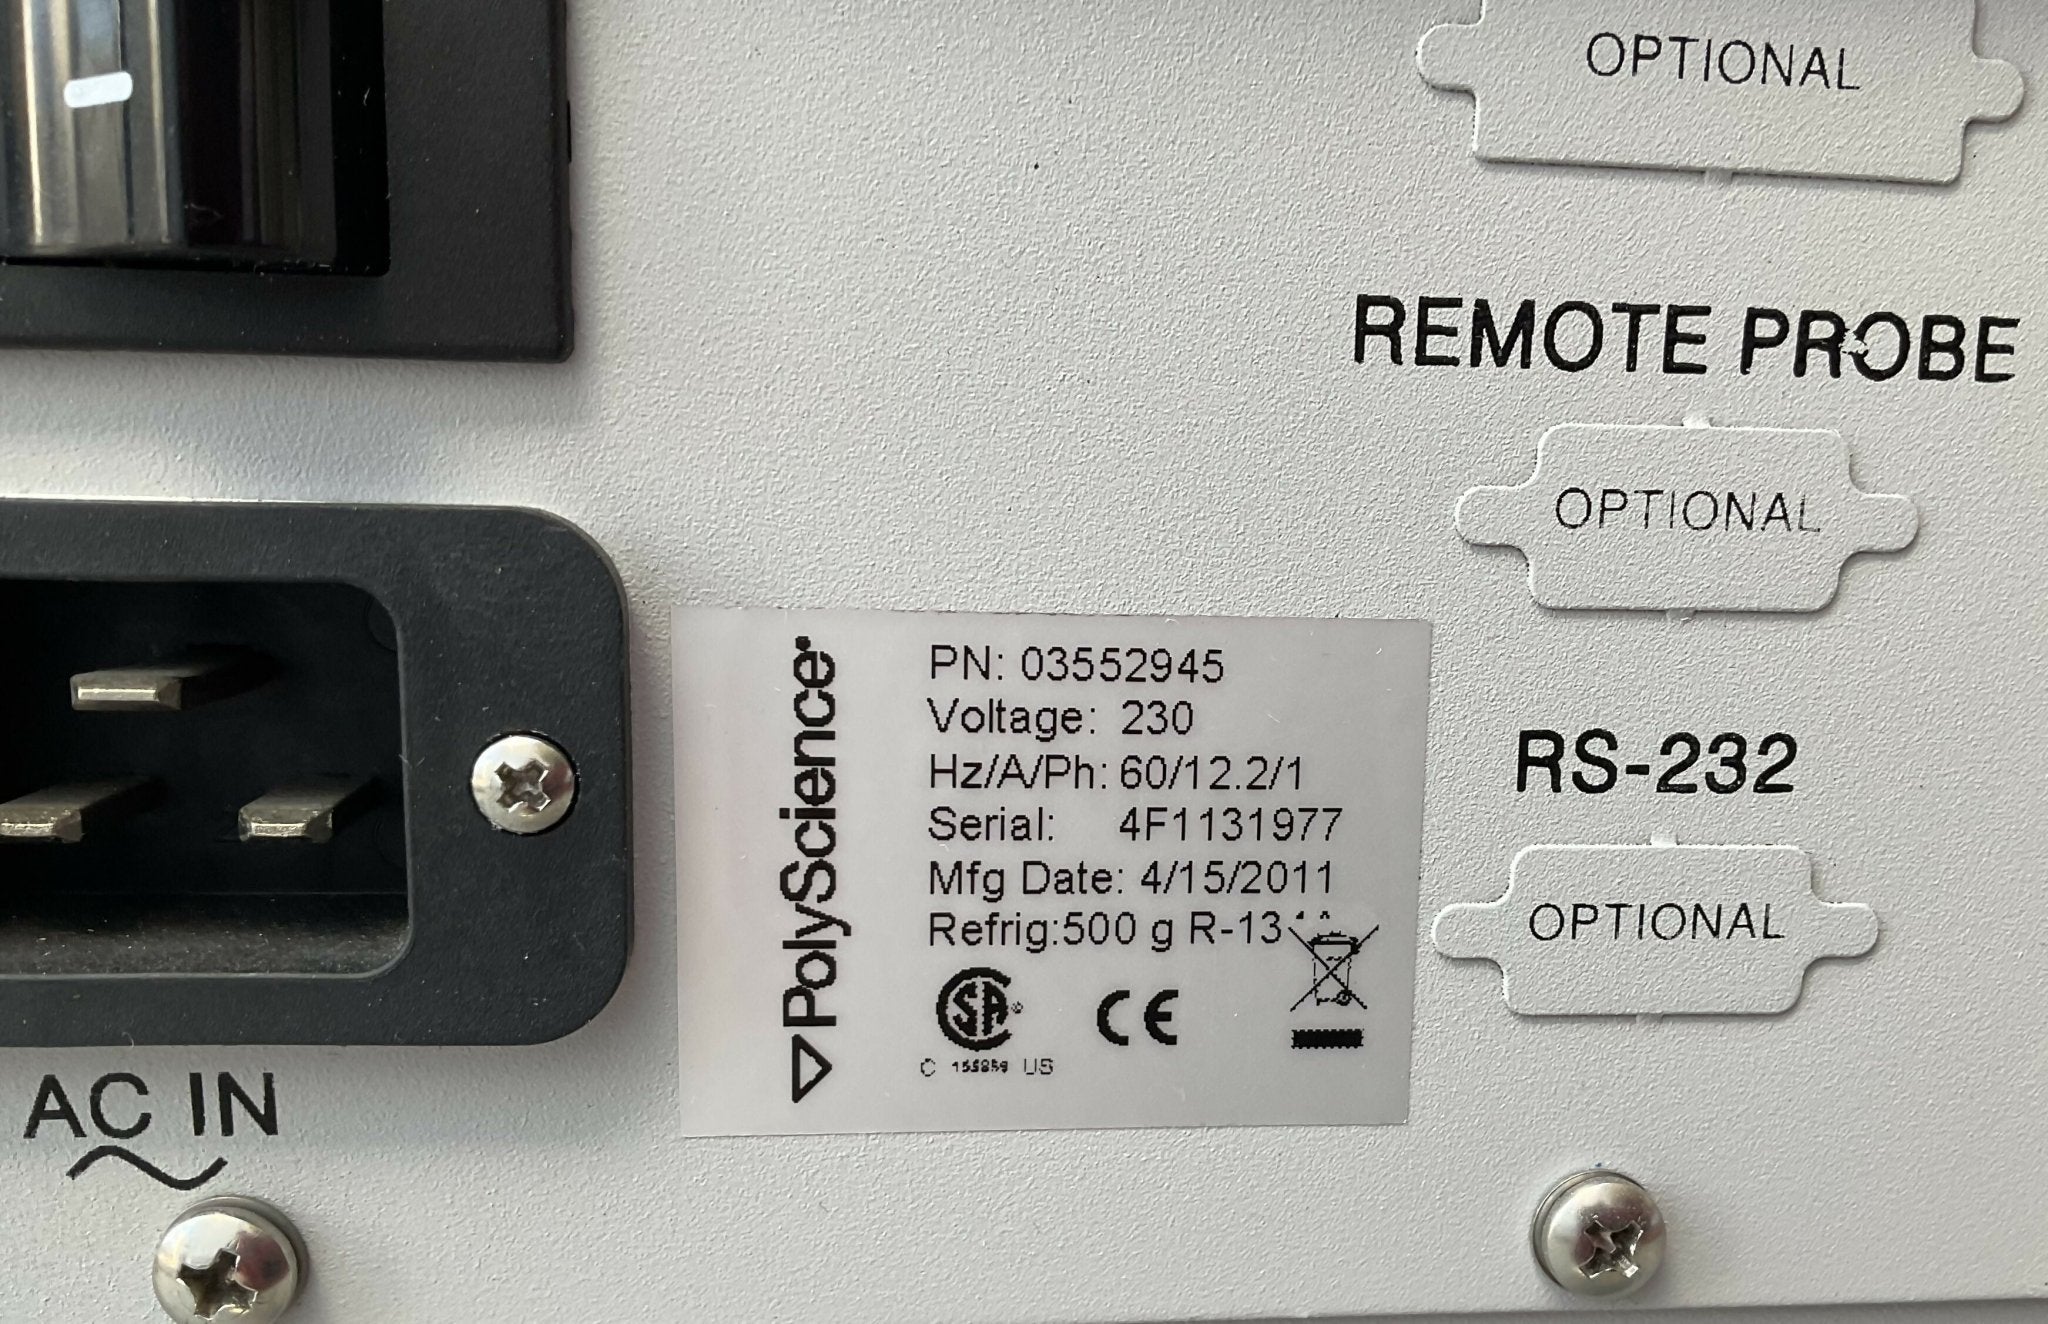 OPTIONAL
REMOTE PROBE
OPTIONAL
RS-232
OPTIONAL
PolyScience
PN: 03552945
Voltage: 230
Hz/A/Ph: 60/12.2/1
Serial: 4F1131977
Mfg Date: 4/15/2011
Refrig:500 g
CSA
CE
C US
AC IN